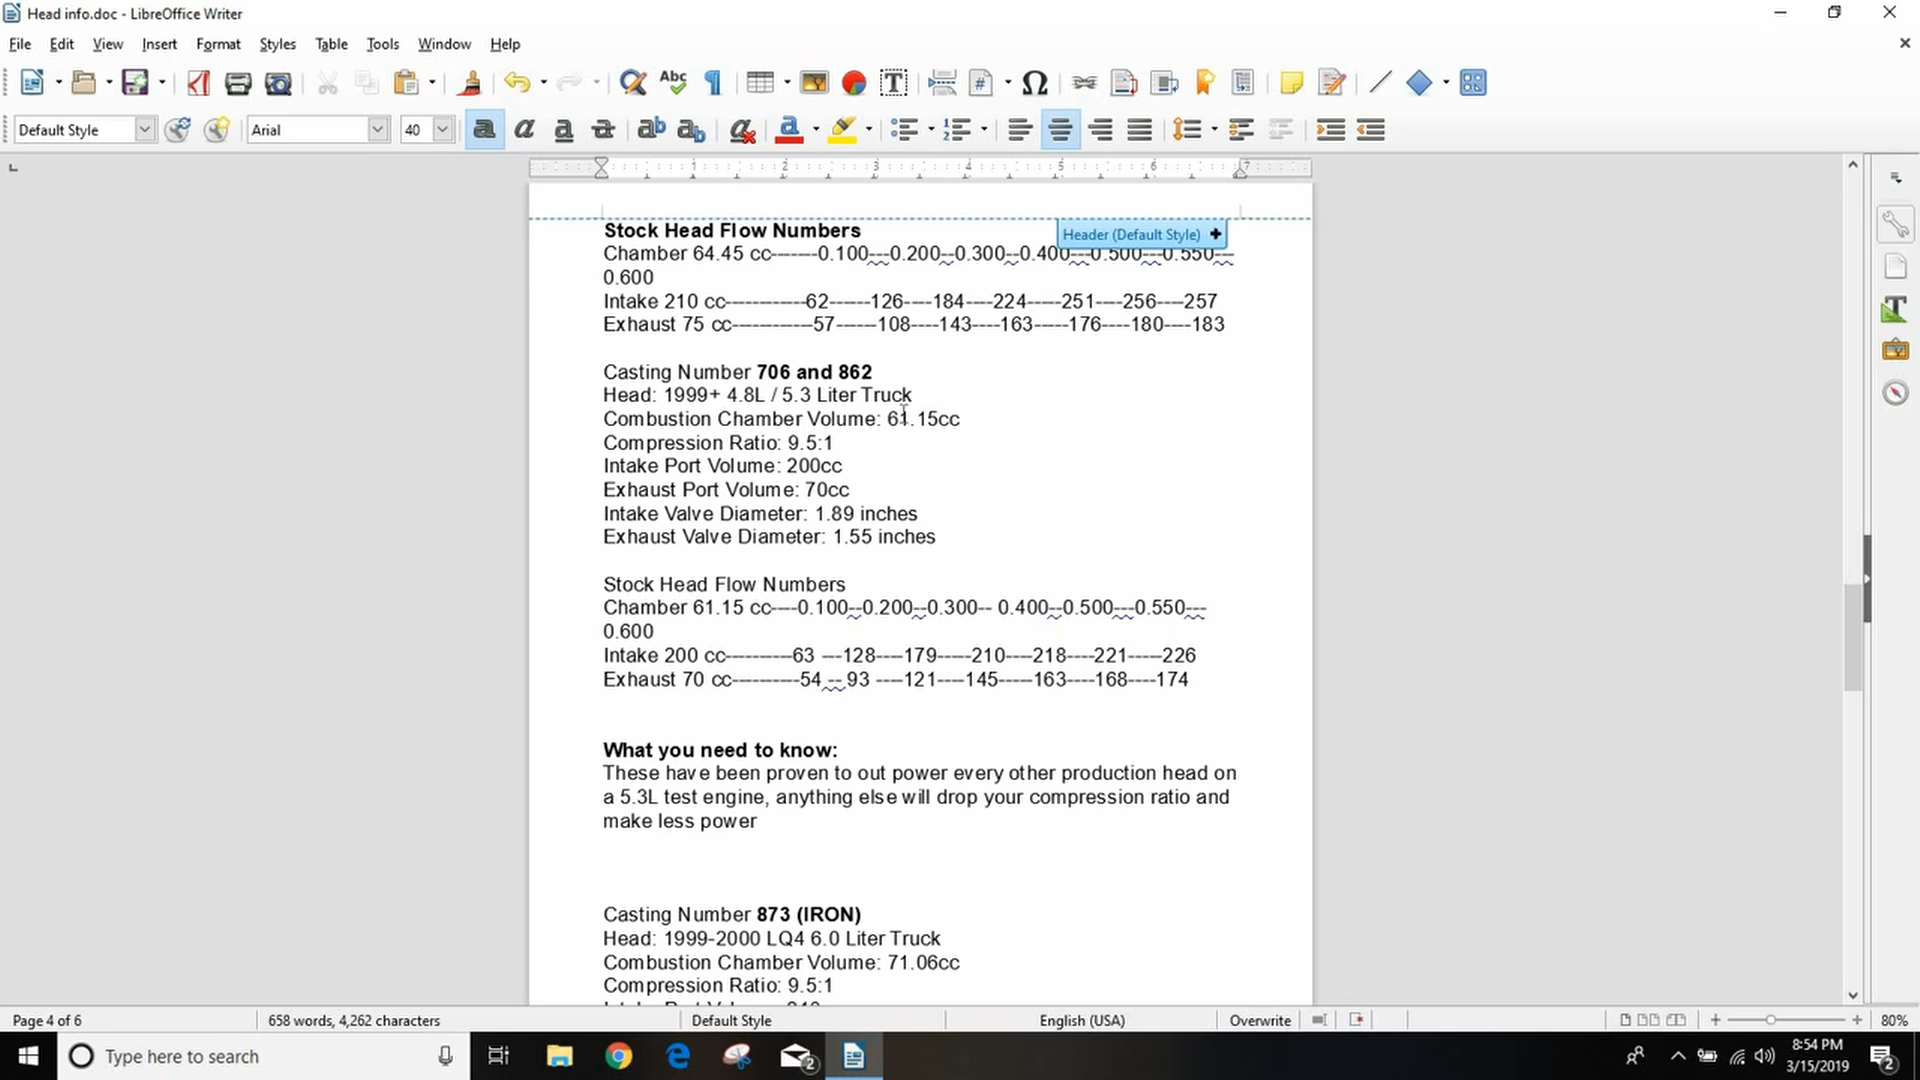 Head info.doc - LibreOffice Writer
File Edit View Insert Format Styles Table Tools Window Help
Default Style Arial 40
1 2 3 4 5 6 7
Header (Default Style) +
Stock Head Flow Numbers
Chamber 64.45 cc-------0.100---0.200--0.300--0.400---0.500---0.550---
0.600
Intake 210 cc------------62------126----184----224-----251----256----257
Exhaust 75 cc------------57------108----143----163-----176----180----183
Casting Number 706 and 862
Head: 1999+ 4.8L / 5.3 Liter Truck
Combustion Chamber Volume: 61.15cc
Compression Ratio: 9.5:1
Intake Port Volume: 200cc
Exhaust Port Volume: 70cc
Intake Valve Diameter: 1.89 inches
Exhaust Valve Diameter: 1.55 inches
Stock Head Flow Numbers
Chamber 61.15 cc----0.100--0.200--0.300-- 0.400--0.500---0.550---
0.600
Intake 200 cc----------63 ---128----179-----210----218----221-----226
Exhaust 70 cc----------54 -- 93 ----121----145-----163----168----174
What you need to know:
These have been proven to out power every other production head on
a 5.3L test engine, anything else will drop your compression ratio and
make less power
Casting Number 873 (IRON)
Head: 1999-2000 LQ4 6.0 Liter Truck
Combustion Chamber Volume: 71.06cc
Compression Ratio: 9.5:1
Page 4 of 6 658 words, 4,262 characters Default Style English (USA) Overwrite 80%
Type here to search 2 8:54 PM
3/15/2019 2